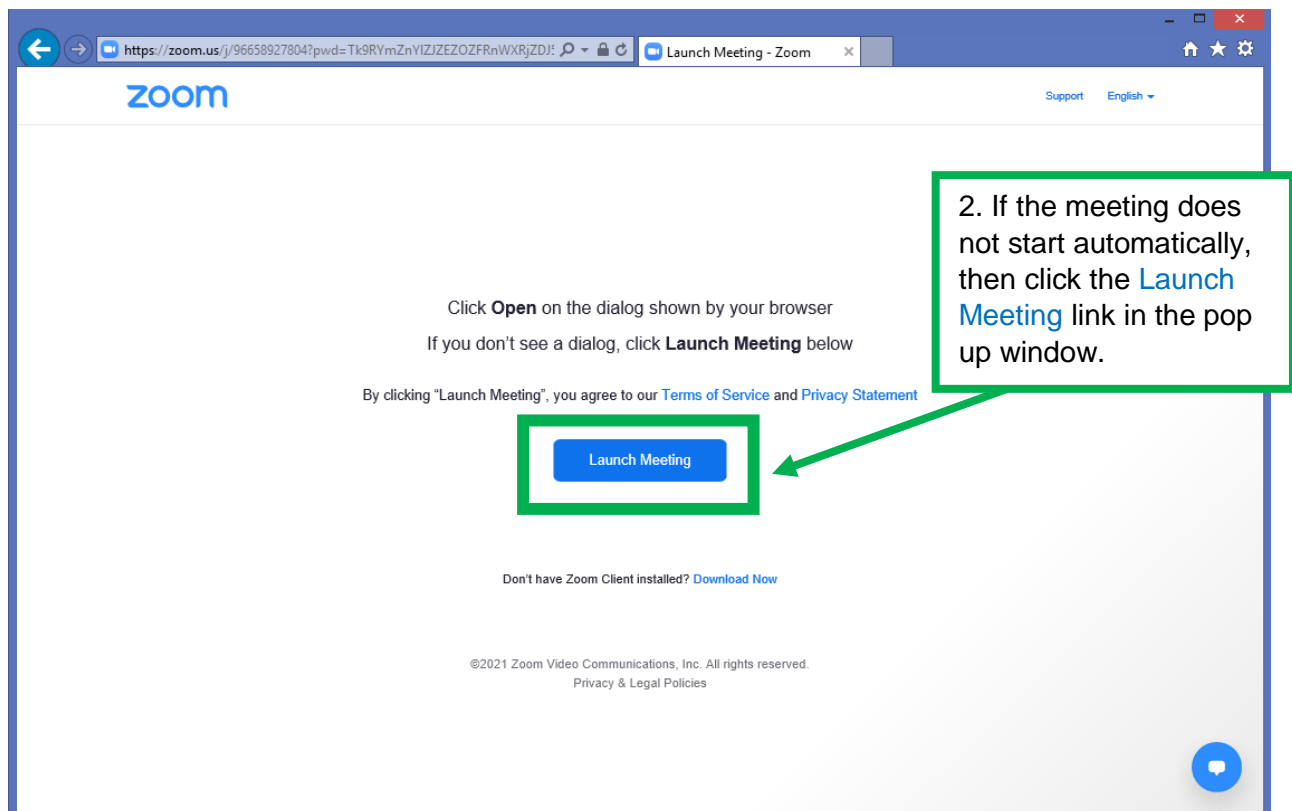 https://zoom.us/j/96658927804?pwd=Tk9RYmZnYlZJZEZOZFRnWXRjZDJ!
Launch Meeting - Zoom
zoom
Support English
2. If the meeting does
not start automatically,
then click the Launch
Meeting link in the pop
up window.
Click Open on the dialog shown by your browser
If you don’t see a dialog, click Launch Meeting below
By clicking “Launch Meeting”, you agree to our Terms of Service and Privacy Statement
Launch Meeting
Don’t have Zoom Client installed? Download Now
©2021 Zoom Video Communications, Inc. All rights reserved.
Privacy & Legal Policies